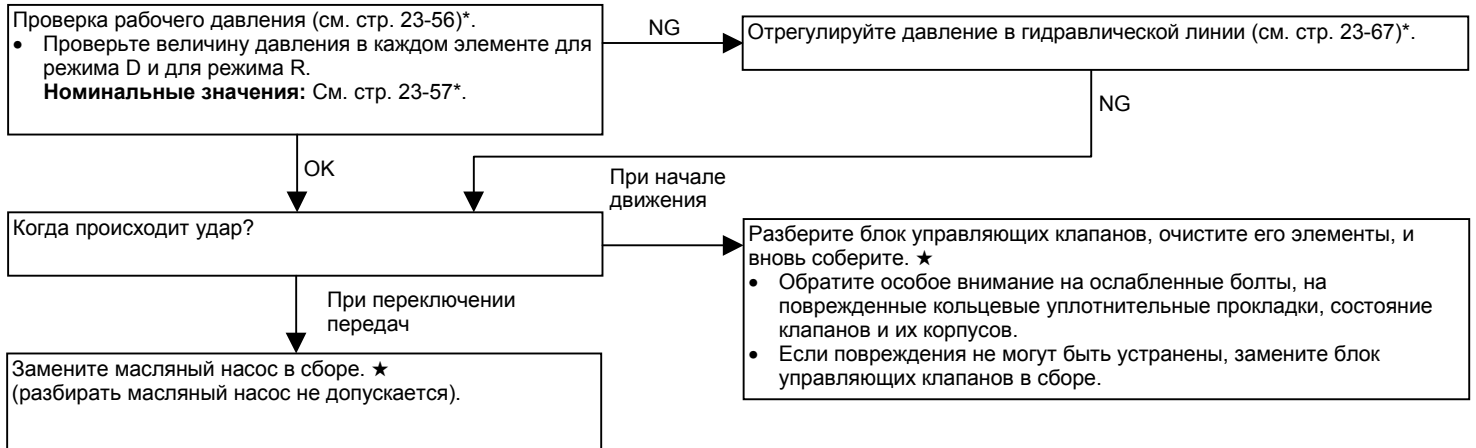 Проверка рабочего давления (см. стр. 23-56)*.
• Проверьте величину давления в каждом элементе для
режима D и для режима R.
Номинальные значения: См. стр. 23-57*.
NG
Отрегулируйте давление в гидравлической линии (см. стр. 23-67)*.
NG
OK
При начале
движения
Когда происходит удар?
Разберите блок управляющих клапанов, очистите его элементы, и
вновь соберите. ★
• Обратите особое внимание на ослабленные болты, на
поврежденные кольцевые уплотнительные прокладки, состояние
клапанов и их корпусов.
• Если повреждения не могут быть устранены, замените блок
управляющих клапанов в сборе.
При переключении
передач
Замените масляный насос в сборе. ★
(разбирать масляный насос не допускается).